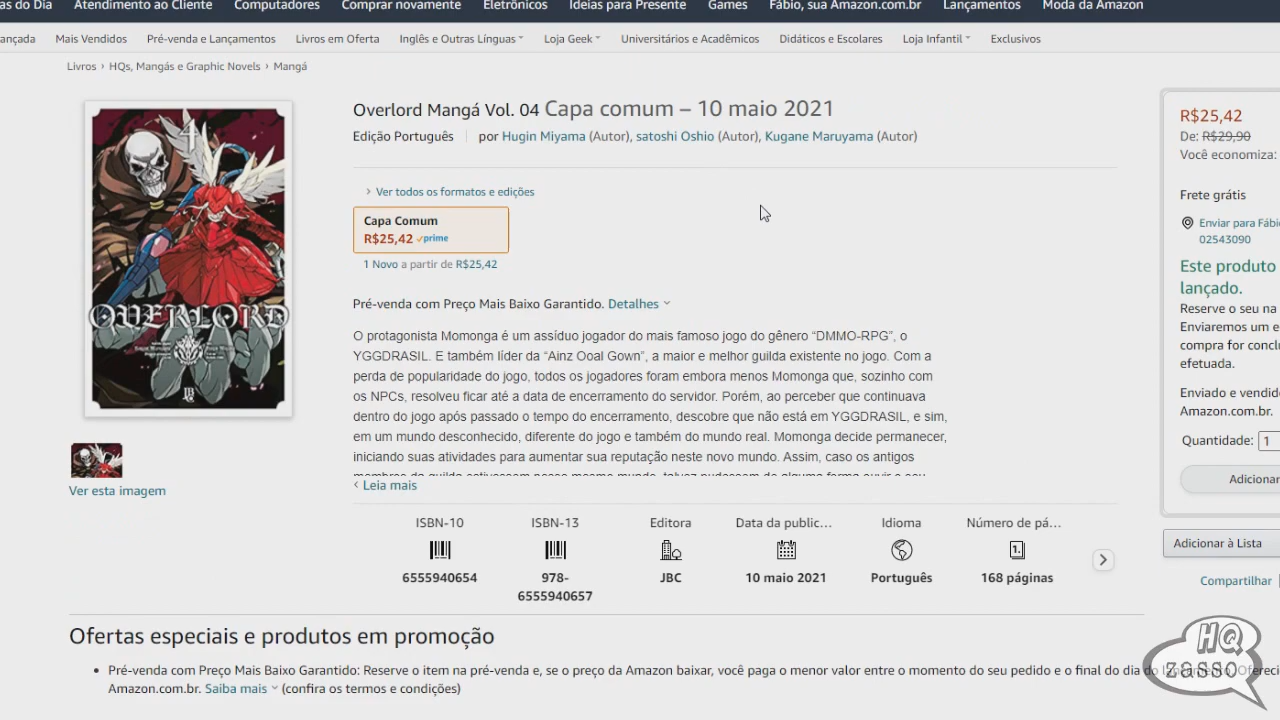 as do Dia Atendimento ao Cliente Computadores Comprar novamente Eletrônicos Ideias para Presente Games Fábio, sua Amazon.com.br Lançamentos Moda da Amazon
ançada Mais Vendidos Pré-venda e Lançamentos Livros em Oferta Inglês e Outras Línguas Loja Geek Universitários e Acadêmicos Didáticos e Escolares Loja Infantil Exclusivos
Livros › HQs, Mangás e Graphic Novels › Mangá
4
OVERLORD
JBC
Ver esta imagem
Overlord Mangá Vol. 04 Capa comum – 10 maio 2021
Edição Português por Hugin Miyama (Autor), satoshi Oshio (Autor), Kugane Maruyama (Autor)
› Ver todos os formatos e edições
Capa Comum
R$25,42 prime
1 Novo a partir de R$25,42
Pré-venda com Preço Mais Baixo Garantido. Detalhes
O protagonista Momonga é um assíduo jogador do mais famoso jogo do gênero “DMMO-RPG”, o
YGGDRASIL. E também líder da “Ainz Ooal Gown”, a maior e melhor guilda existente no jogo. Com a
perda de popularidade do jogo, todos os jogadores foram embora menos Momonga que, sozinho com
os NPCs, resolveu ficar até a data de encerramento do servidor. Porém, ao perceber que continuava
dentro do jogo após passado o tempo do encerramento, descobre que não está em YGGDRASIL, e sim,
em um mundo desconhecido, diferente do jogo e também do mundo real. Momonga decide permanecer,
iniciando suas atividades para aumentar sua reputação neste novo mundo. Assim, caso os antigos
‹ Leia mais
ISBN-10 ISBN-13 Editora Data da public... Idioma Número de pá...
1.
6555940654 978- JBC 10 maio 2021 Português 168 páginas
6555940657
R$25,42
De: R$29,90
Você economiza:
Frete grátis
Enviar para Fábi
02543090
Este produto
lançado.
Reserve o seu na
Enviaremos um e
compra for conclu
efetuada.
Enviado e vendid
Amazon.com.br.
Quantidade: 1
Adicionar
Adicionar à Lista
Compartilhar
Ofertas especiais e produtos em promoção
Pré-venda com Preço Mais Baixo Garantido: Reserve o item na pré-venda e, se o preço da Amazon baixar, você paga o menor valor entre o momento do seu pedido e o final do dia do
Amazon.com.br. Saiba mais (confira os termos e condições)
HQ
zasso